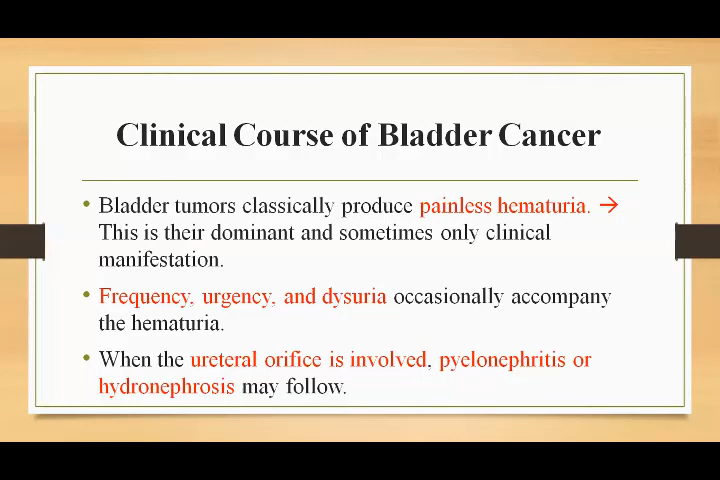 Clinical Course of Bladder Cancer
• Bladder tumors classically produce painless hematuria. →
This is their dominant and sometimes only clinical
manifestation.
• Frequency, urgency, and dysuria occasionally accompany
the hematuria.
• When the ureteral orifice is involved, pyelonephritis or
hydronephrosis may follow.